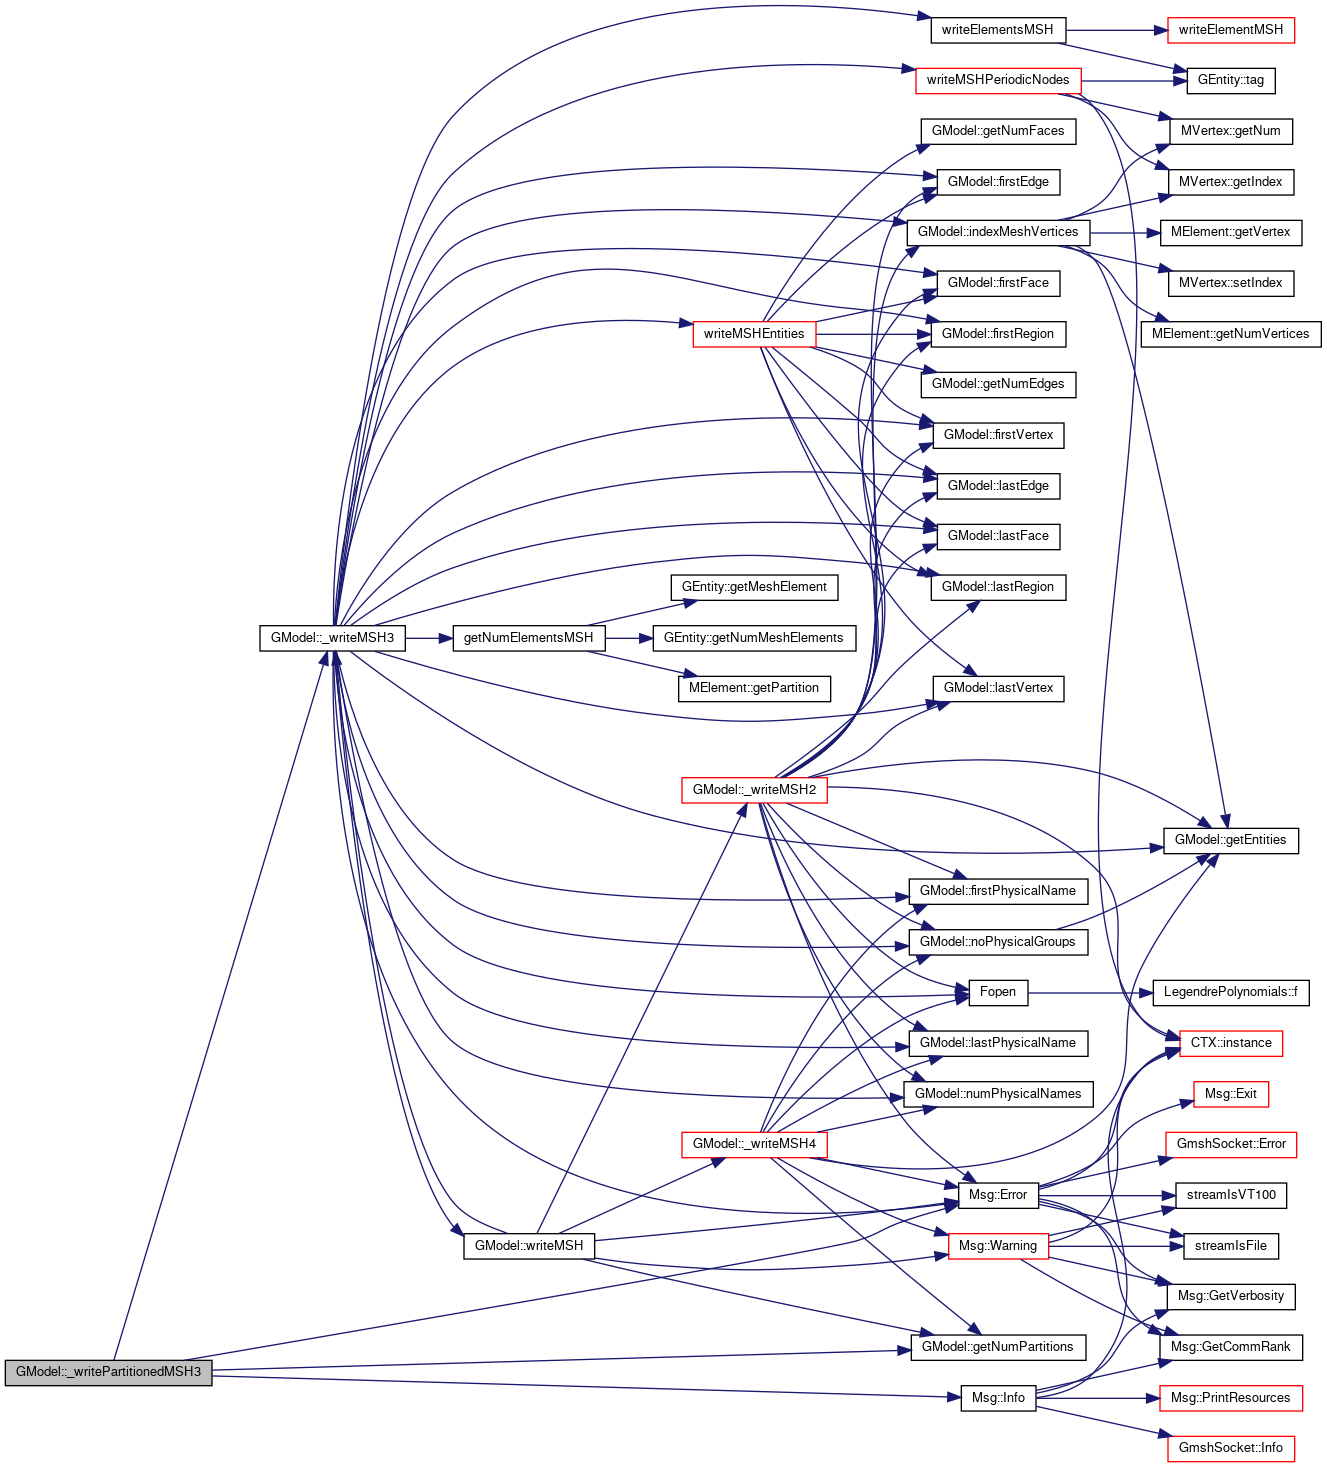 writeElementsMSH
writeElementMSH
writeMSHPeriodicNodes
GEntity::tag
GModel::getNumFaces
MVertex::getNum
GModel::firstEdge
MVertex::getIndex
GModel::indexMeshVertices
MElement::getVertex
GModel::firstFace
MVertex::setIndex
writeMSHEntities
GModel::firstRegion
MElement::getNumVertices
GModel::getNumEdges
GModel::firstVertex
GModel::lastEdge
GModel::lastFace
GEntity::getMeshElement
GModel::lastRegion
GModel::_writeMSH3
getNumElementsMSH
GEntity::getNumMeshElements
MElement::getPartition
GModel::lastVertex
GModel::_writeMSH2
GModel::getEntities
GModel::firstPhysicalName
GModel::noPhysicalGroups
Fopen
LegendrePolynomials::f
GModel::lastPhysicalName
CTX::instance
GModel::numPhysicalNames
Msg::Exit
GModel::_writeMSH4
GmshSocket::Error
Msg::Error
streamIsVT100
GModel::writeMSH
Msg::Warning
streamIsFile
Msg::GetVerbosity
GModel::getNumPartitions
Msg::GetCommRank
GModel::_writePartitionedMSH3
Msg::Info
Msg::PrintResources
GmshSocket::Info